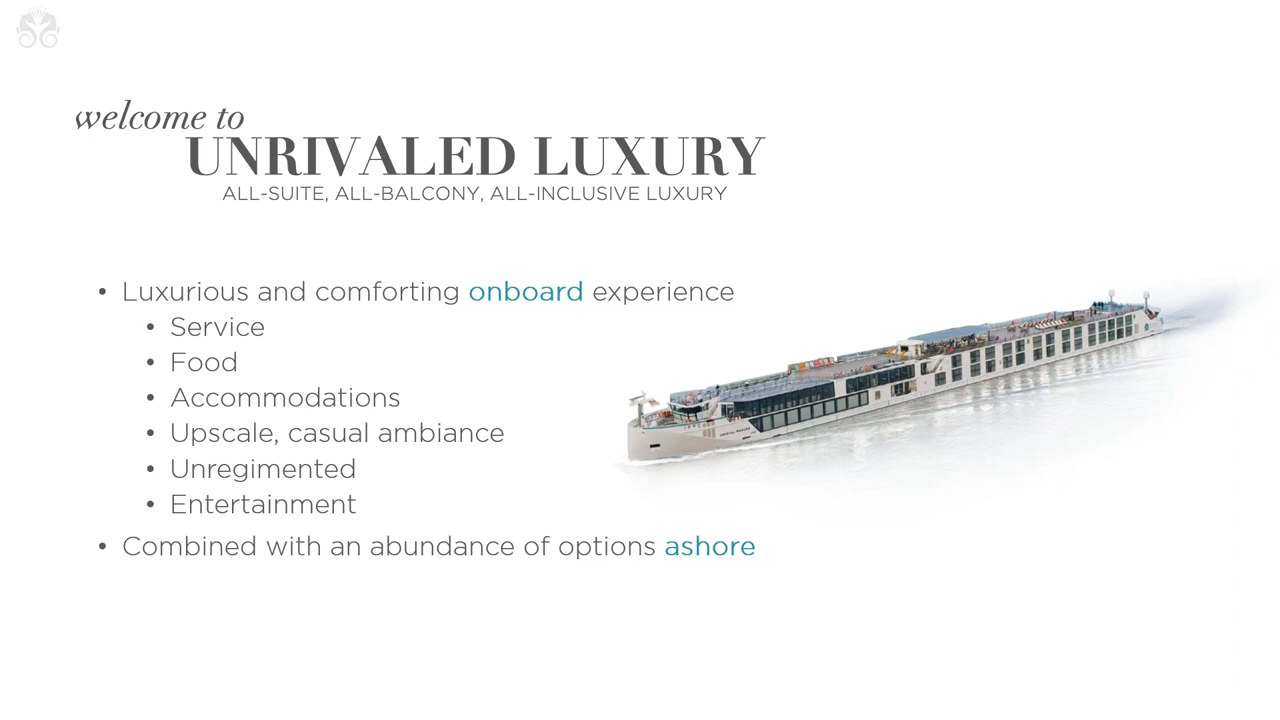 welcome to
UNRIVALED LUXURY
ALL-SUITE, ALL-BALCONY, ALL-INCLUSIVE LUXURY
• Luxurious and comforting onboard experience
• Service
• Food
• Accommodations
• Upscale, casual ambiance
• Unregimented
• Entertainment
• Combined with an abundance of options ashore